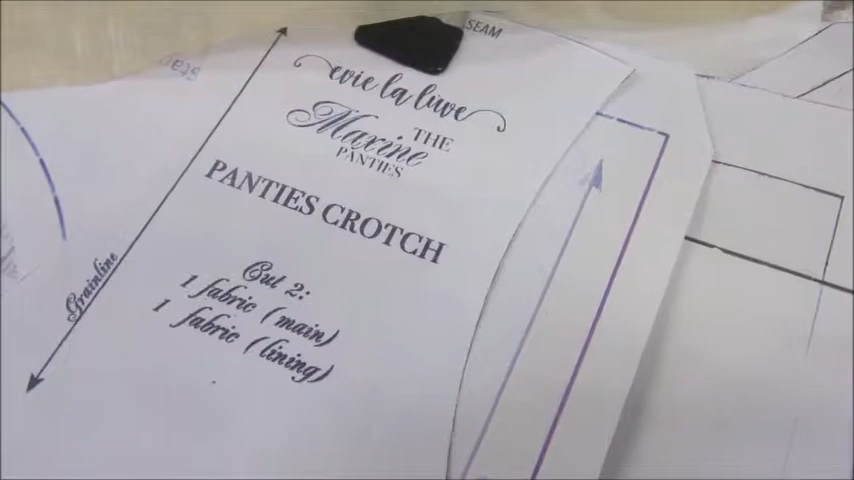 SEAM
evie la luve
THE
Maxine
PANTIES
PANTIES CROTCH
Grainline
Cut 2:
1 fabric (main)
1 fabric (lining)